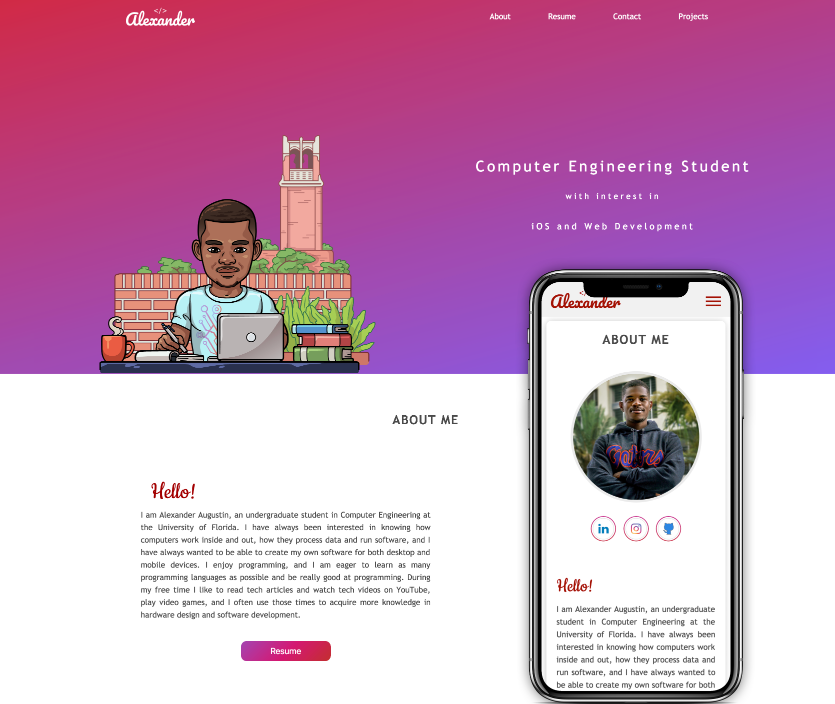 </>
Alexander
About Resume Contact Projects
Computer Engineering Student
with interest in
iOS and Web Development
ABOUT ME
Hello!
I am Alexander Augustin, an undergraduate student in Computer Engineering at
the University of Florida. I have always been interested in knowing how
computers work inside and out, how they process data and run software, and I
have always wanted to be able to create my own software for both desktop and
mobile devices. I enjoy programming, and I am eager to learn as many
programming languages as possible and be really good at programming. During
my free time I like to read tech articles and watch tech videos on YouTube,
play video games, and I often use those times to acquire more knowledge in
hardware design and software development.
Resume
Alexander
ABOUT ME
in
Hello!
I am Alexander Augustin, an undergraduate
student in Computer Engineering at the
University of Florida. I have always been
interested in knowing how computers work
inside and out, how they process data and
run software, and I have always wanted to
be able to create my own software for both